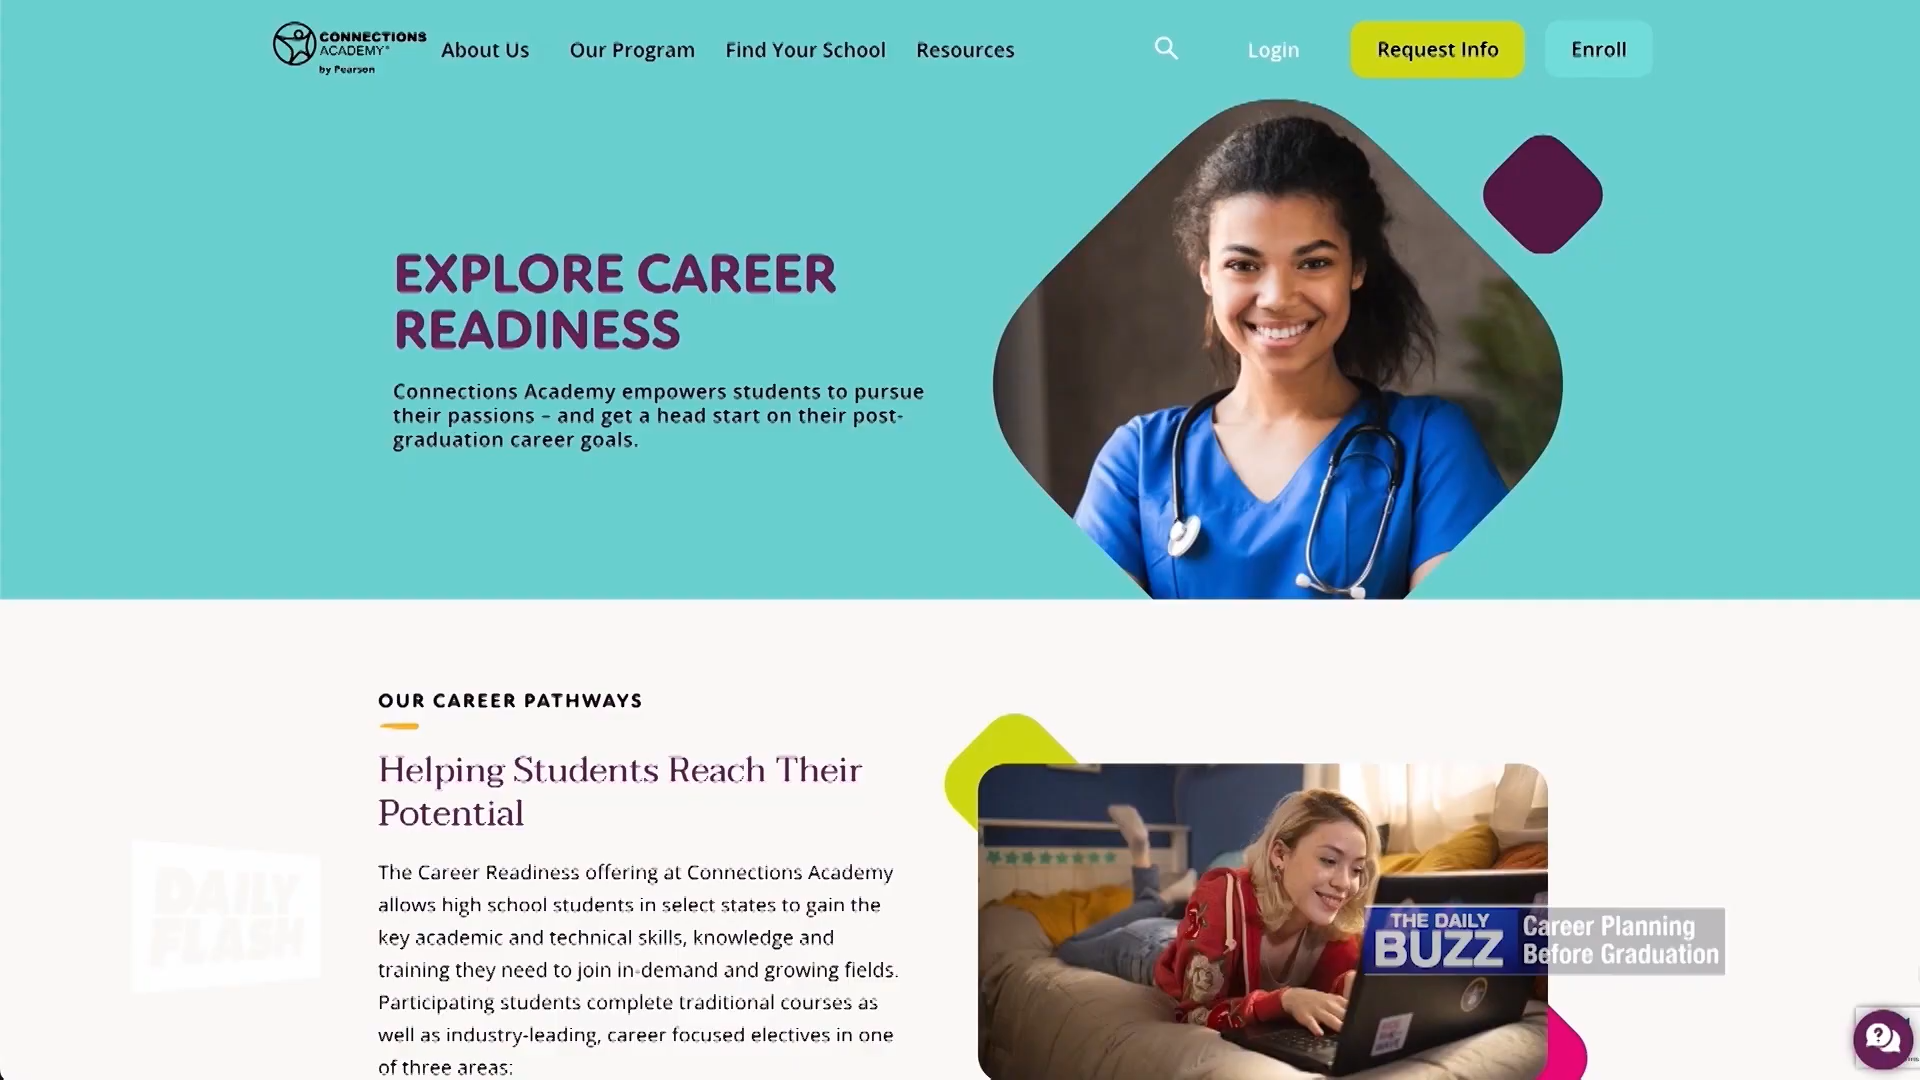 CONNECTIONS
ACADEMY®
by Pearson
About Us
Our Program
Find Your School
Resources
Login
Request Info
Enroll
EXPLORE CAREER
READINESS
Connections Academy empowers students to pursue
their passions – and get a head start on their post-
graduation career goals.
OUR CAREER PATHWAYS
Helping Students Reach Their
Potential
The Career Readiness offering at Connections Academy
allows high school students in select states to gain the
key academic and technical skills, knowledge and
training they need to join in-demand and growing fields.
Participating students complete traditional courses as
well as industry-leading, career focused electives in one
of three areas:
DAILY
FLASH
THE DAILY
BUZZ
Career Planning
Before Graduation